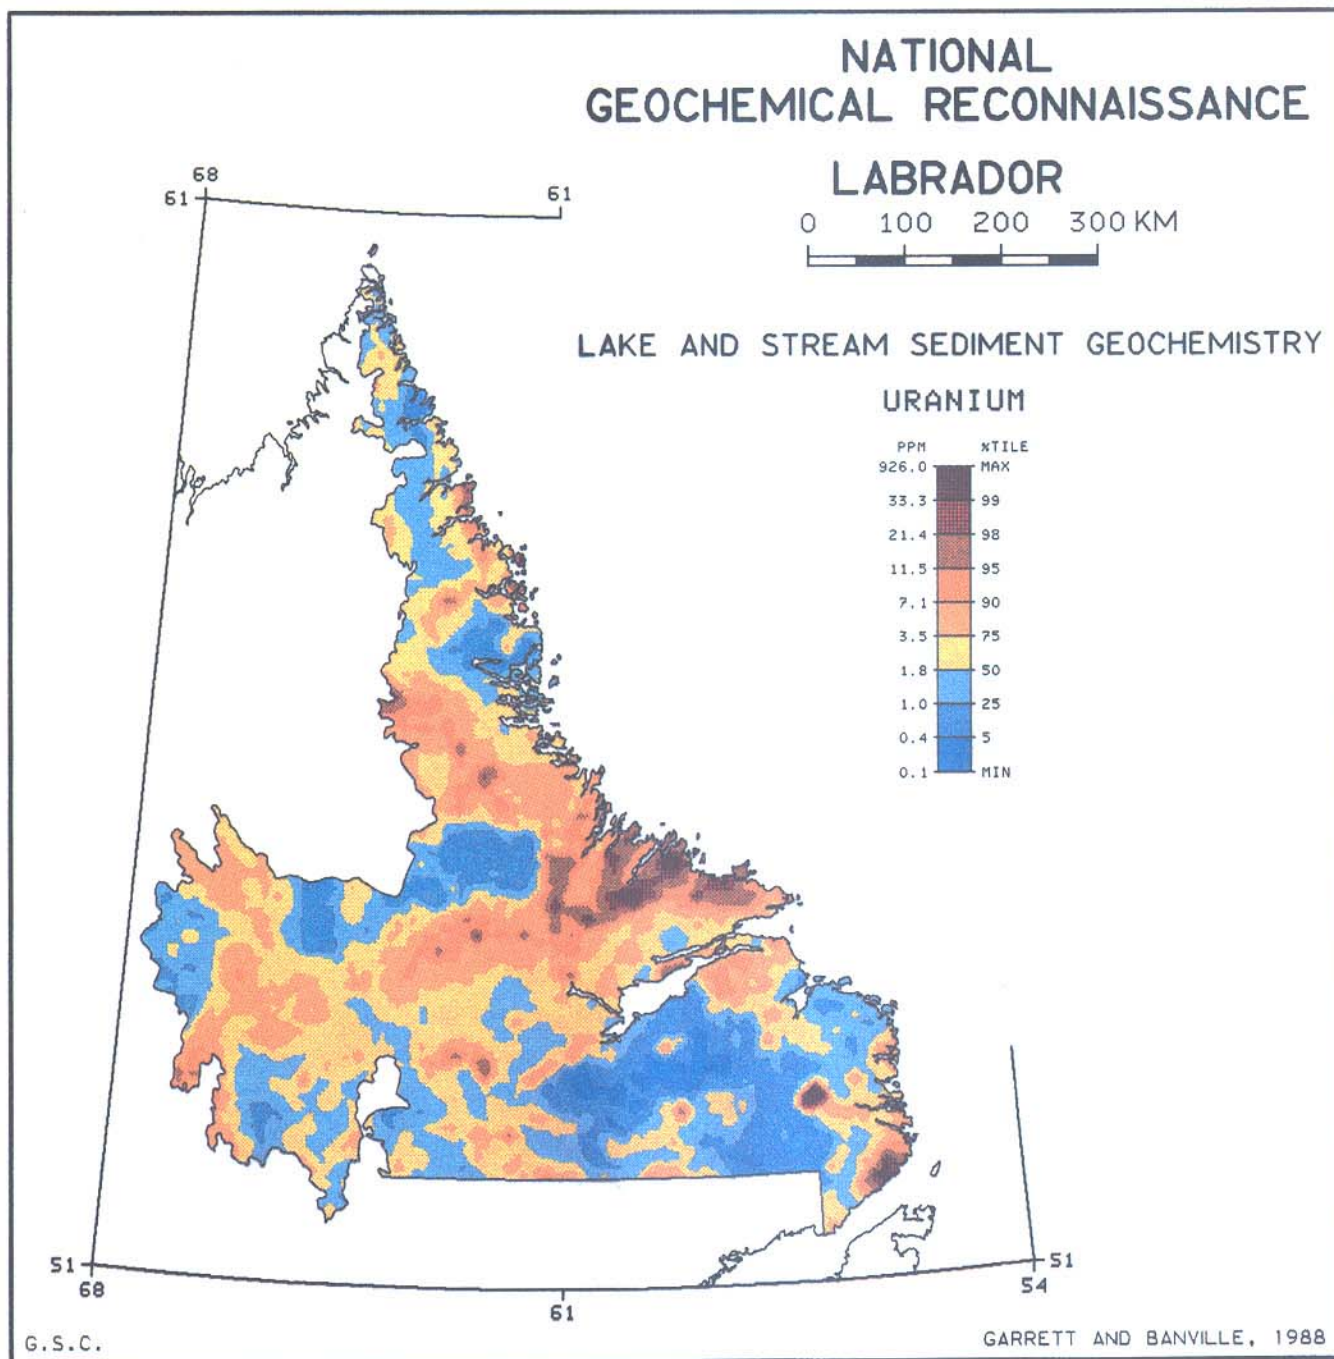 NATIONAL
GEOCHEMICAL RECONNAISSANCE
LABRADOR
0 100 200 300 KM
68
61 61
LAKE AND STREAM SEDIMENT GEOCHEMISTRY
URANIUM
PPM %TILE
926.0 MAX
33.3 99
21.4 98
11.5 95
7.1 90
3.5 75
1.8 50
1.0 25
0.4 5
0.1 MIN
51 51
68 61 54
G.S.C. GARRETT AND BANVILLE, 1988